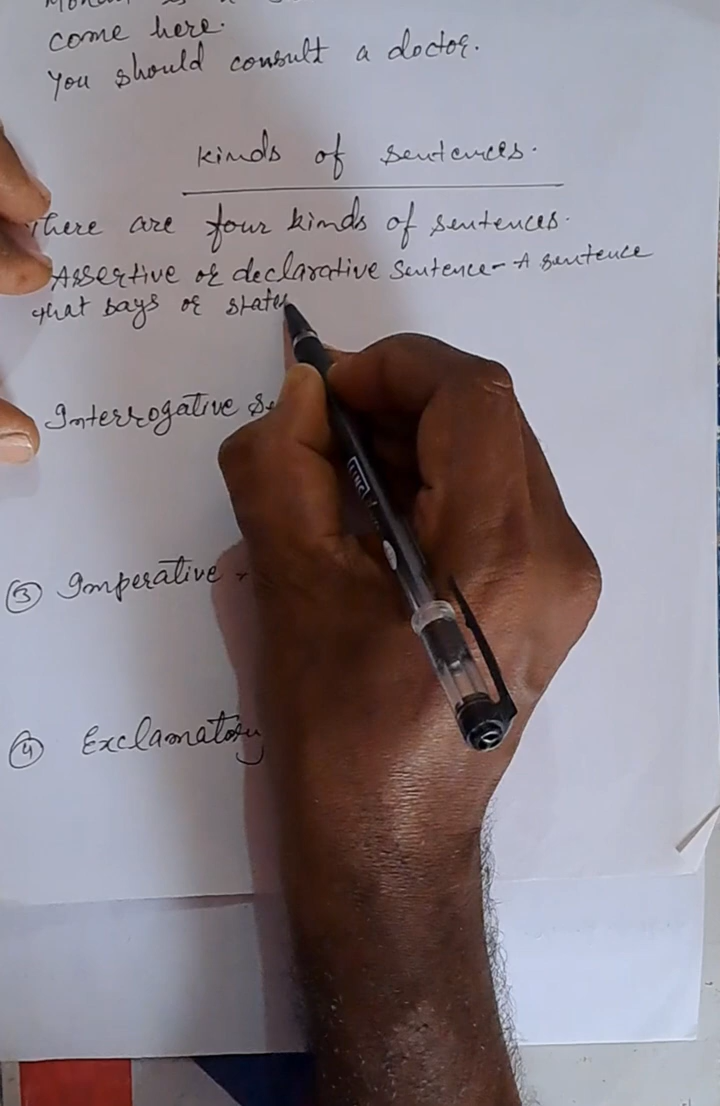 come here.
You should consult a doctor.
kinds of sentences.
There are four kinds of sentences.
Assertive or declarative sentence - A sentence
that says or state
Interrogative Se
③ Imperative -
④ Exclamatory